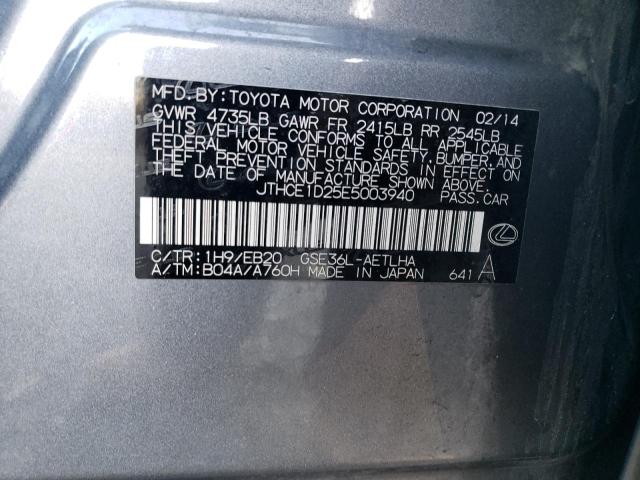 MFD.BY:TOYOTA MOTOR CORPORATION 02/14
GVWR 4735LB GAWR FR 2415LB RR 2545LB
THIS VEHICLE CONFORMS TO ALL APPLICABLE
FEDERAL MOTOR VEHICLE SAFETY,BUMPER,AND
THEFT PREVENTION STANDARDS IN EFFECT ON THE
DATE OF MANUFACTURE SHOWN ABOVE.
JTHCE1D25E5003940 PASS.CAR
C/TR:1H9/EB20 GSE36L-AETLHA
A/TM:B04A/A760H MADE IN JAPAN 641 A